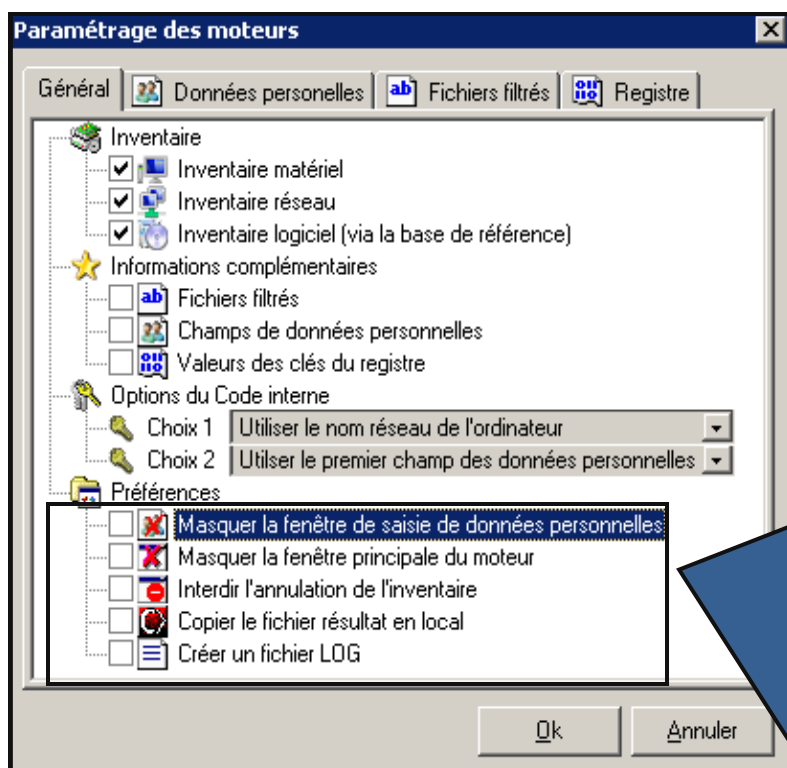 Paramétrage des moteurs
Général Données personelles ab Fichiers filtrés Registre
Inventaire
Inventaire matériel
Inventaire réseau
Inventaire logiciel (via la base de référence)
Informations complémentaires
ab Fichiers filtrés
Champs de données personnelles
Valeurs des clés du registre
Options du Code interne
Choix 1 Utiliser le nom réseau de l'ordinateur
Choix 2 Utilser le premier champ des données personnelles
Préférences
Masquer la fenêtre de saisie de données personnelles
Masquer la fenêtre principale du moteur
Interdir l'annulation de l'inventaire
Copier le fichier résultat en local
Créer un fichier LOG
Ok Annuler